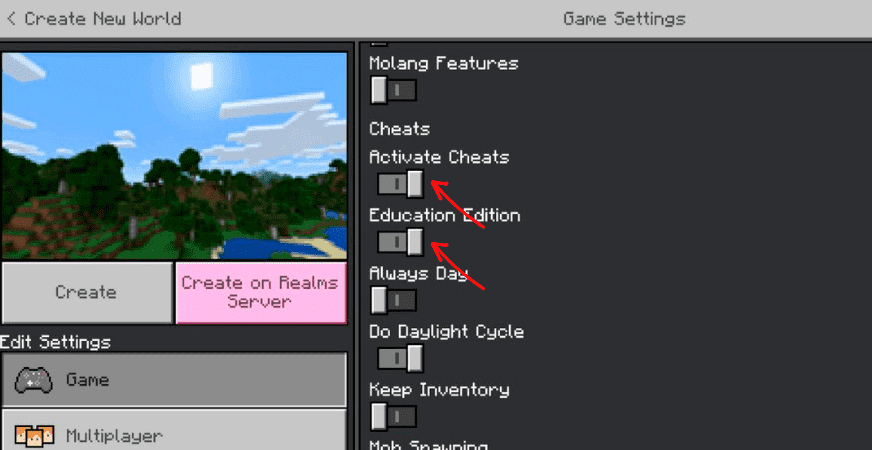 < Create New World
Game Settings
Molang Features
Cheats
Activate Cheats
Education Edition
Always Day
Do Daylight Cycle
Keep Inventory
Mob Spawning
Create
Create on Realms
Server
Edit Settings
Game
Multiplayer